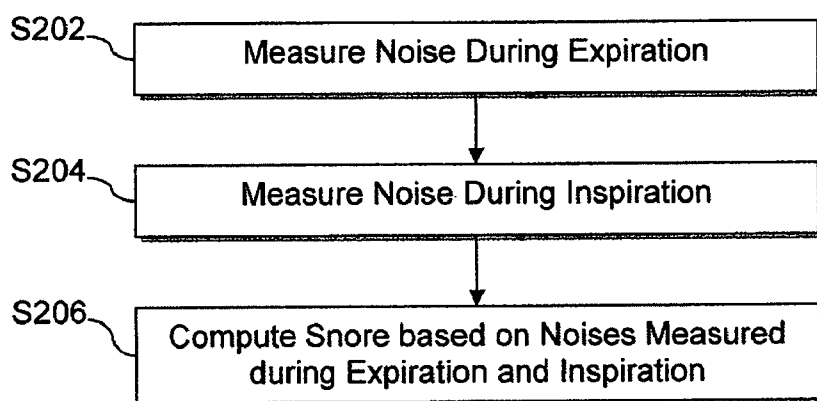 S202
Measure Noise During Expiration
S204
Measure Noise During Inspiration
S206
Compute Snore based on Noises Measured
during Expiration and Inspiration